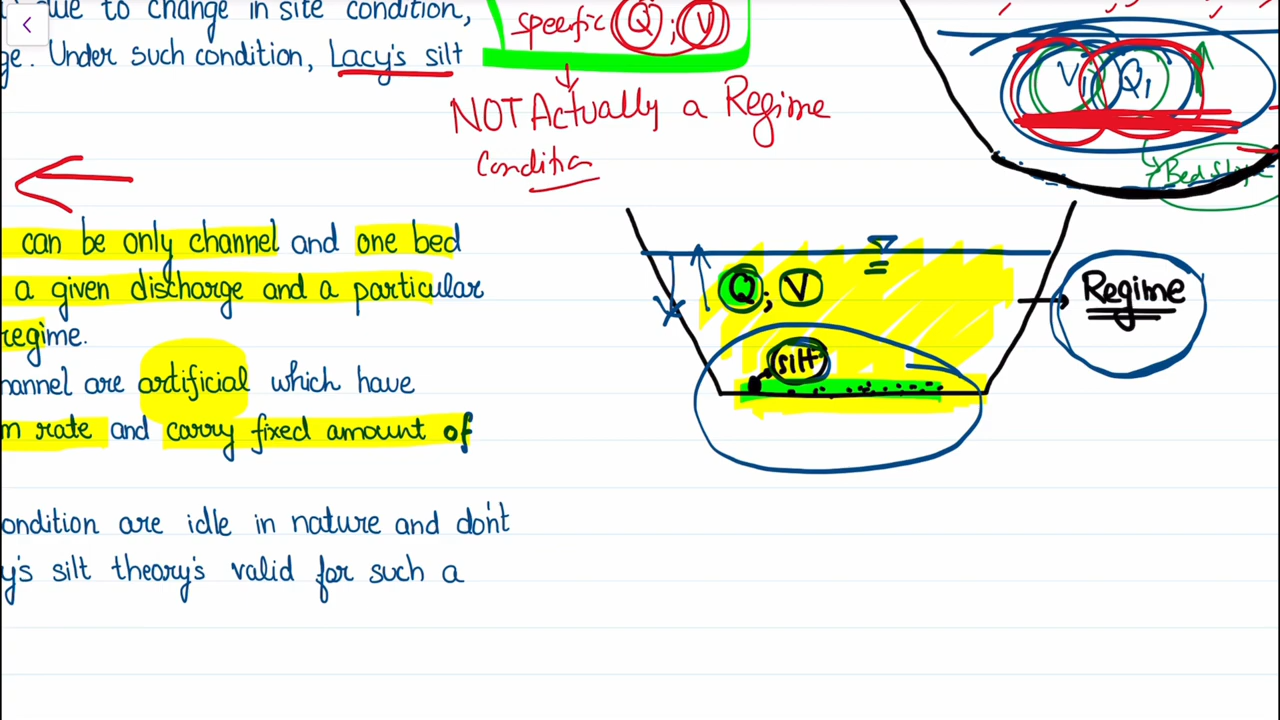 due to change in site condition,
ge. Under such condition, Lacy's silt
specific Q ; V
NOT Actually a Regime
Condition
V1 Q1
Bed Slope
can be only channel and one bed
a given discharge and a particular
regime.
hannel are artificial which have
m rate and carry fixed amount of
ondition are idle in nature and don't
y's silt theory's valid for such a
Q ; V
silt
Regime